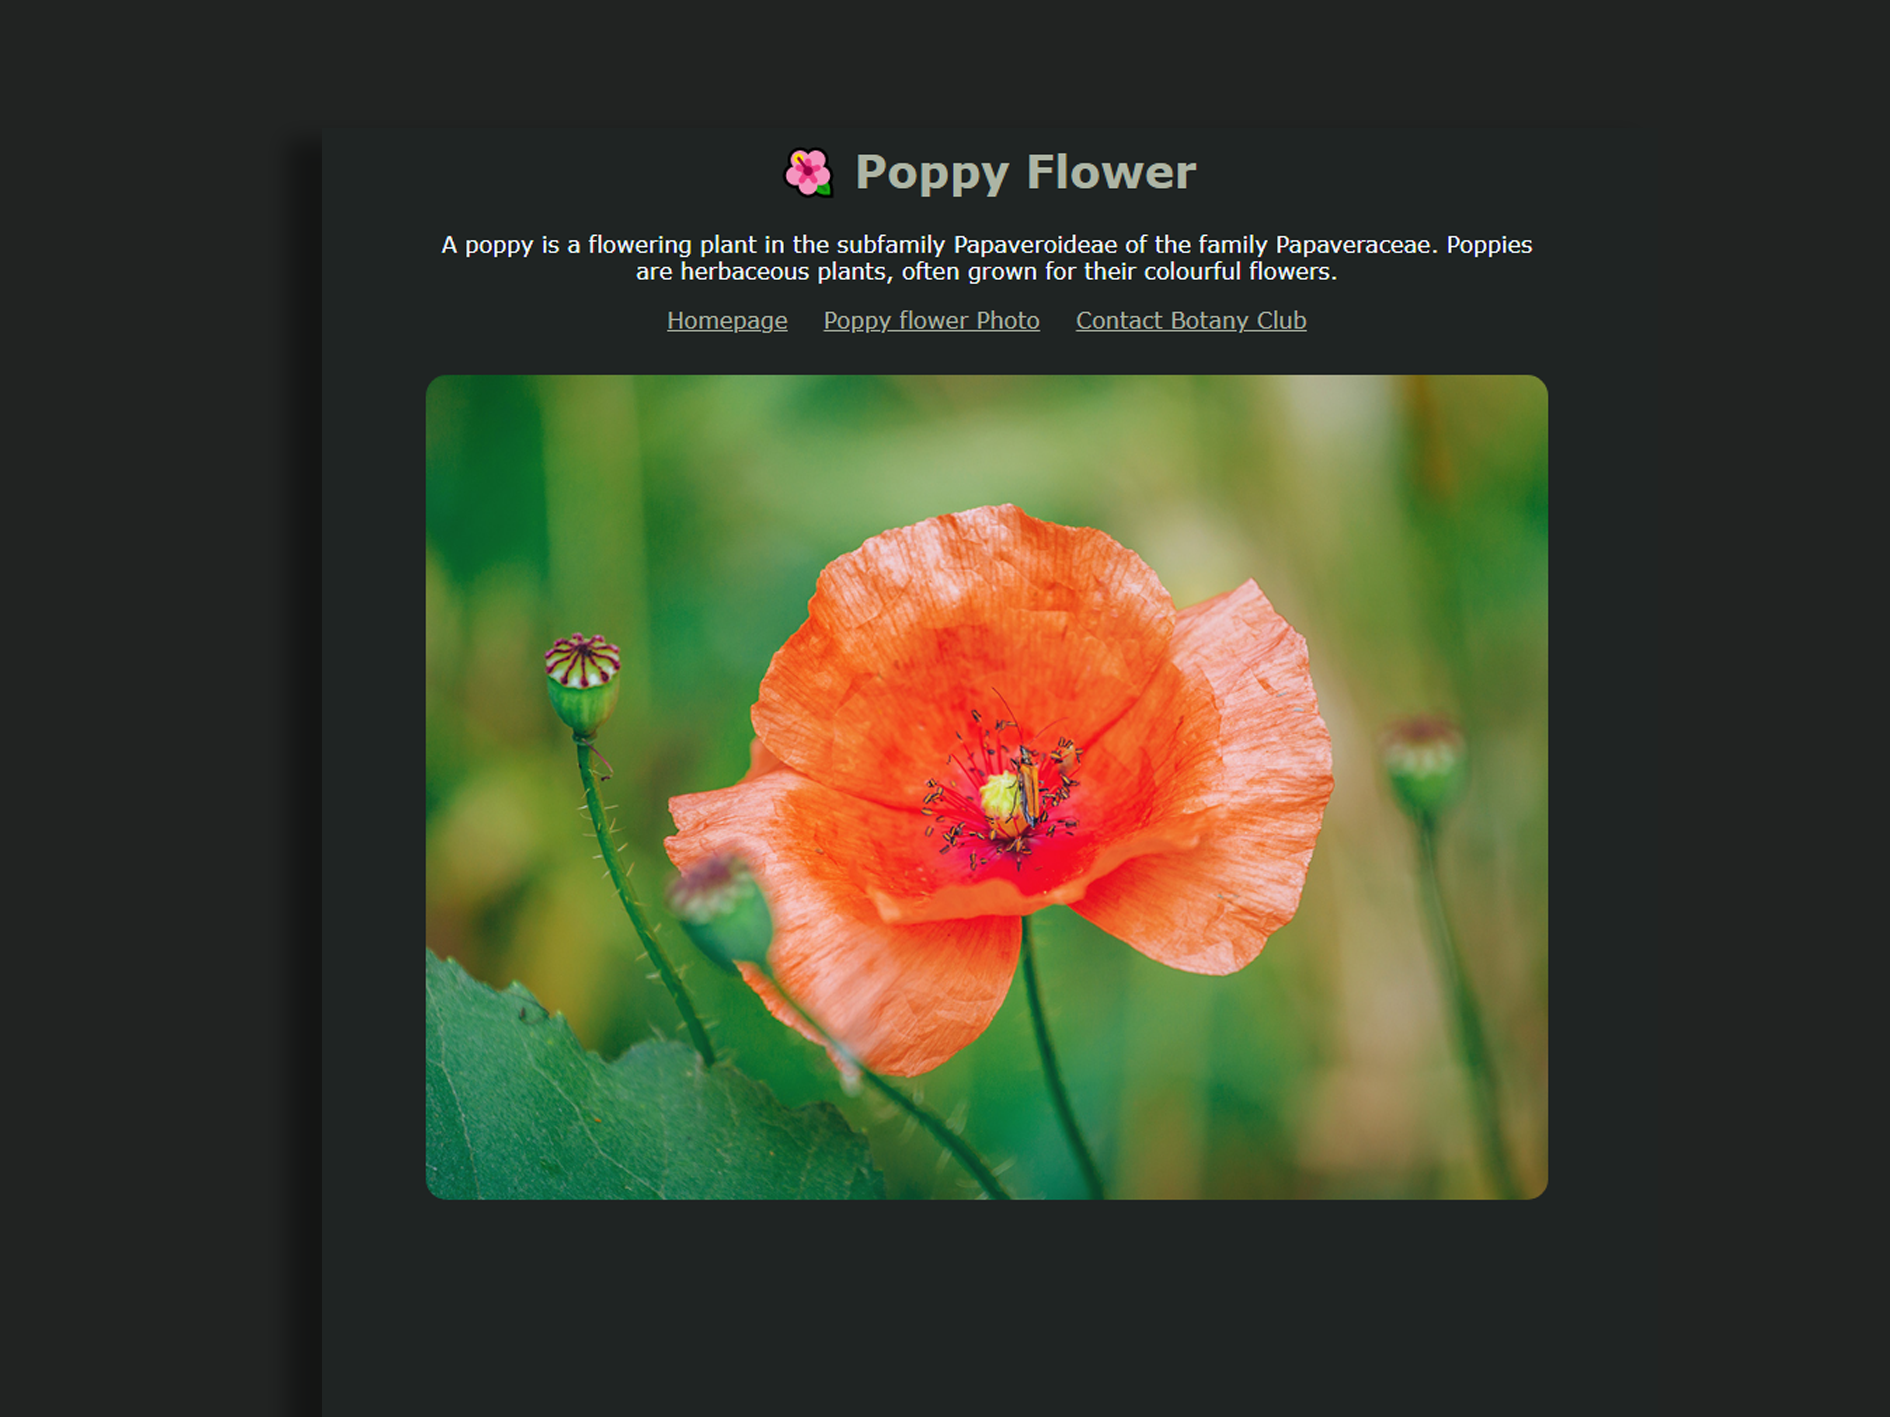 🌺 Poppy Flower
A poppy is a flowering plant in the subfamily Papaveroideae of the family Papaveraceae. Poppies
are herbaceous plants, often grown for their colourful flowers.
Homepage Poppy flower Photo Contact Botany Club